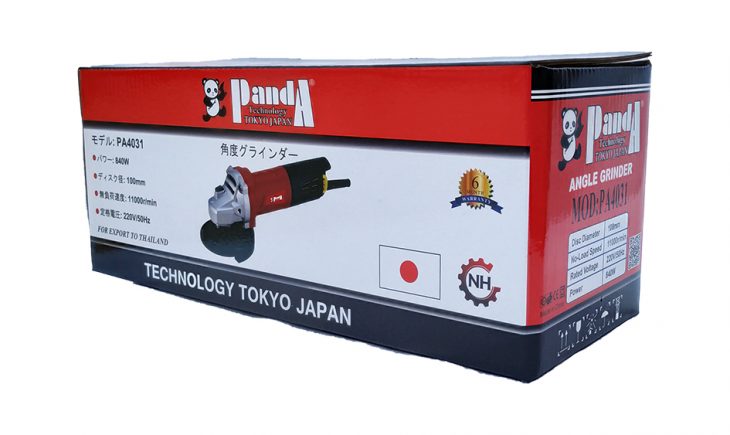 PandA®
Technology
TOKYO JAPAN
モデル: PA4031
パワー: 840W
ディスク径: 100mm
無負荷速度: 11000r/min
定格電圧: 220V/50Hz
FOR EXPORT TO THAILAND
角度グラインダー
6
MONTH
WARRANTY
NH
TECHNOLOGY TOKYO JAPAN
PandA
Technology
TOKYO JAPAN
ANGLE GRINDER
MOD:PA4031
Disc Diameter 100mm
No-Load Speed 11000r/min
Rated Voltage 220V/50Hz
Power 840W